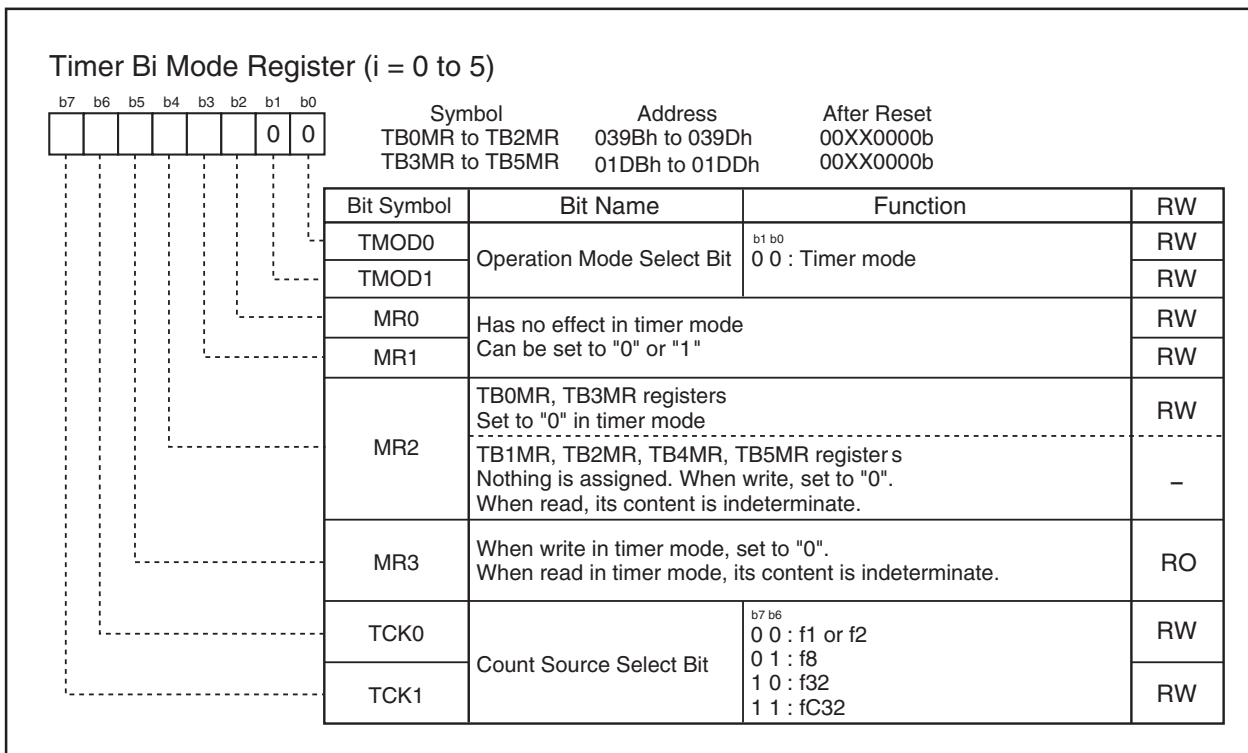 Timer Bi Mode Register (i = 0 to 5)
b7 b6 b5 b4 b3 b2 b1 b0
0 0
Symbol Address After Reset
TB0MR to TB2MR 039Bh to 039Dh 00XX0000b
TB3MR to TB5MR 01DBh to 01DDh 00XX0000b
Bit Symbol Bit Name Function RW
TMOD0 Operation Mode Select Bit b1 b0 RW
0 0 : Timer mode
TMOD1 RW
MR0 Has no effect in timer mode RW
MR1 Can be set to "0" or "1" RW
MR2
TB0MR, TB3MR registers
Set to "0" in timer mode
RW
TB1MR, TB2MR, TB4MR, TB5MR registers
Nothing is assigned. When write, set to "0".
When read, its content is indeterminate.
–
MR3
When write in timer mode, set to "0".
When read in timer mode, its content is indeterminate.
RO
TCK0 Count Source Select Bit b7 b6 RW
0 0 : f1 or f2
0 1 : f8
TCK1 1 0 : f32 RW
1 1 : fC32